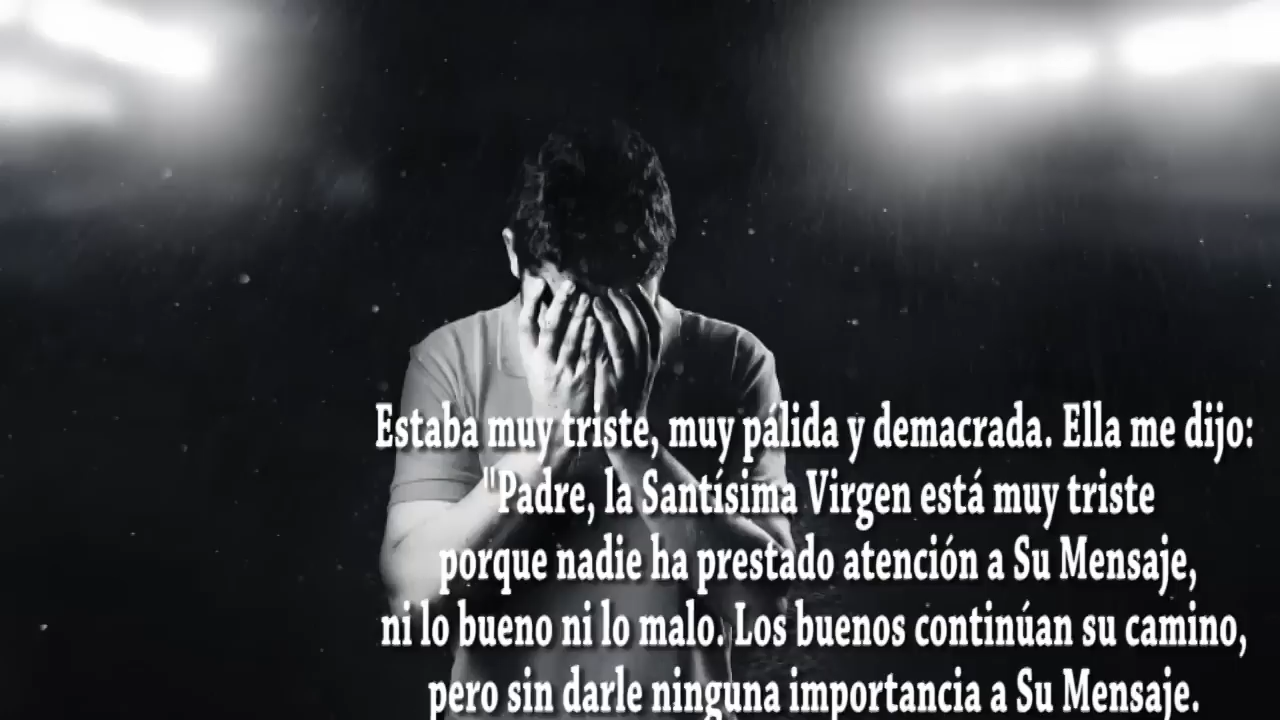 Estaba muy triste, muy pálida y demacrada. Ella me dijo:
"Padre, la Santísima Virgen está muy triste
porque nadie ha prestado atención a Su Mensaje,
ni lo bueno ni lo malo. Los buenos continúan su camino,
pero sin darle ninguna importancia a Su Mensaje.